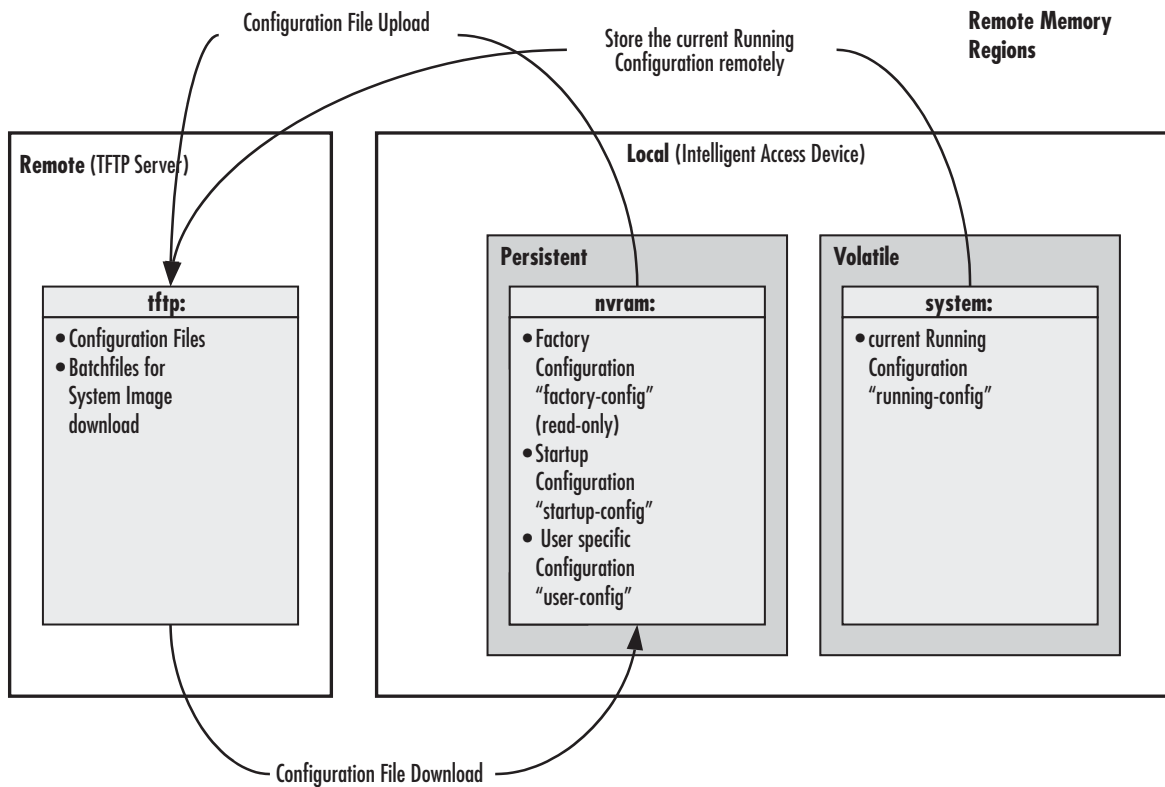 Configuration File Upload
Store the current Running
Configuration remotely
Remote Memory
Regions
Remote (TFTP Server)
Local (Intelligent Access Device)
tftp:
• Configuration Files
• Batchfiles for
System Image
download
Persistent
nvram:
• Factory
Configuration
“factory-config”
(read-only)
• Startup
Configuration
“startup-config”
• User specific
Configuration
“user-config”
Volatile
system:
• current Running
Configuration
“running-config”
Configuration File Download